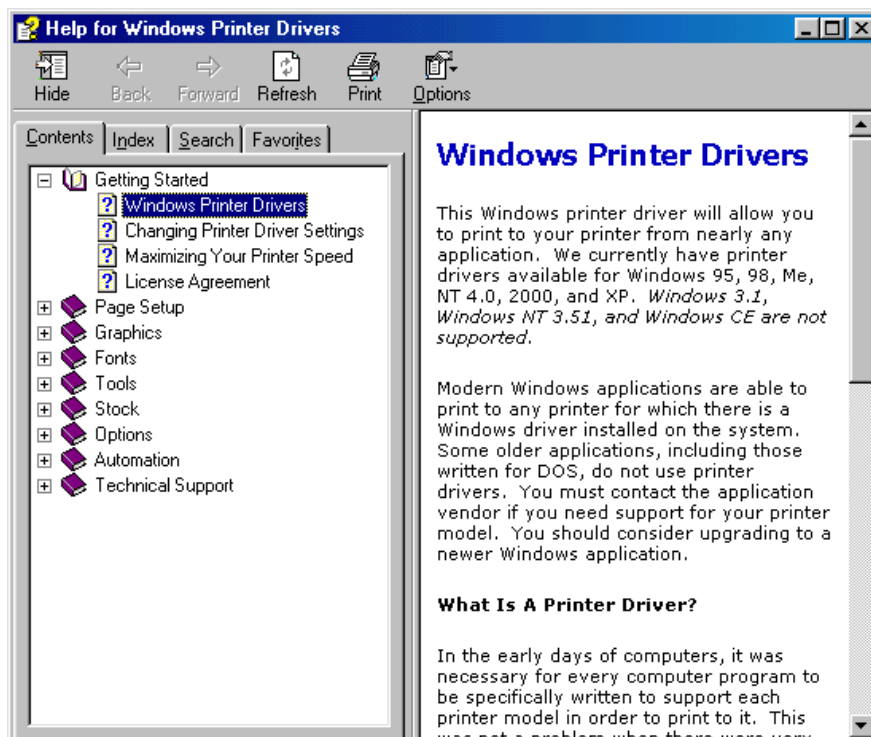 Help for Windows Printer Drivers
Hide Back Forward Refresh Print Options
Contents Index Search Favorites
Getting Started
Windows Printer Drivers
Changing Printer Driver Settings
Maximizing Your Printer Speed
License Agreement
Page Setup
Graphics
Fonts
Tools
Stock
Options
Automation
Technical Support
Windows Printer Drivers
This Windows printer driver will allow you
to print to your printer from nearly any
application. We currently have printer
drivers available for Windows 95, 98, Me,
NT 4.0, 2000, and XP. Windows 3.1,
Windows NT 3.51, and Windows CE are not
supported.
Modern Windows applications are able to
print to any printer for which there is a
Windows driver installed on the system.
Some older applications, including those
written for DOS, do not use printer
drivers. You must contact the application
vendor if you need support for your printer
model. You should consider upgrading to a
newer Windows application.
What Is A Printer Driver?
In the early days of computers, it was
necessary for every computer program to
be specifically written to support each
printer model in order to print to it. This
was not a problem when there were very